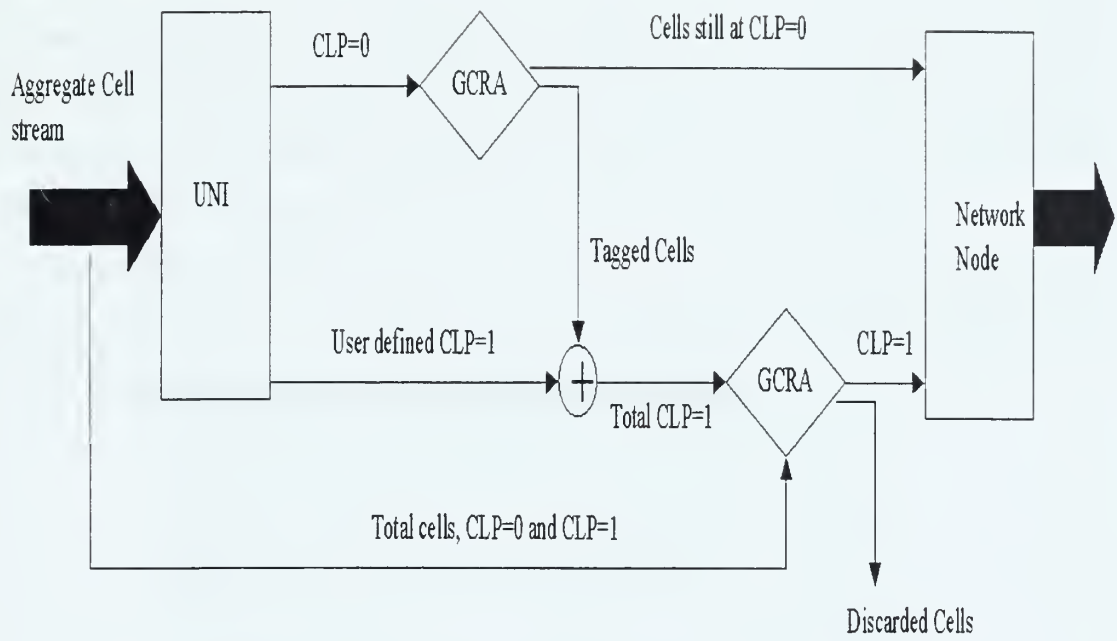 Cells still at CLP=0
CLP=0
Aggregate Cell
stream
GCRA
UNI
Network
Node
Tagged Cells
User defined CLP=1
CLP=1
GCRA
Total CLP=1
Total cells, CLP=0 and CLP=1
Discarded Cells